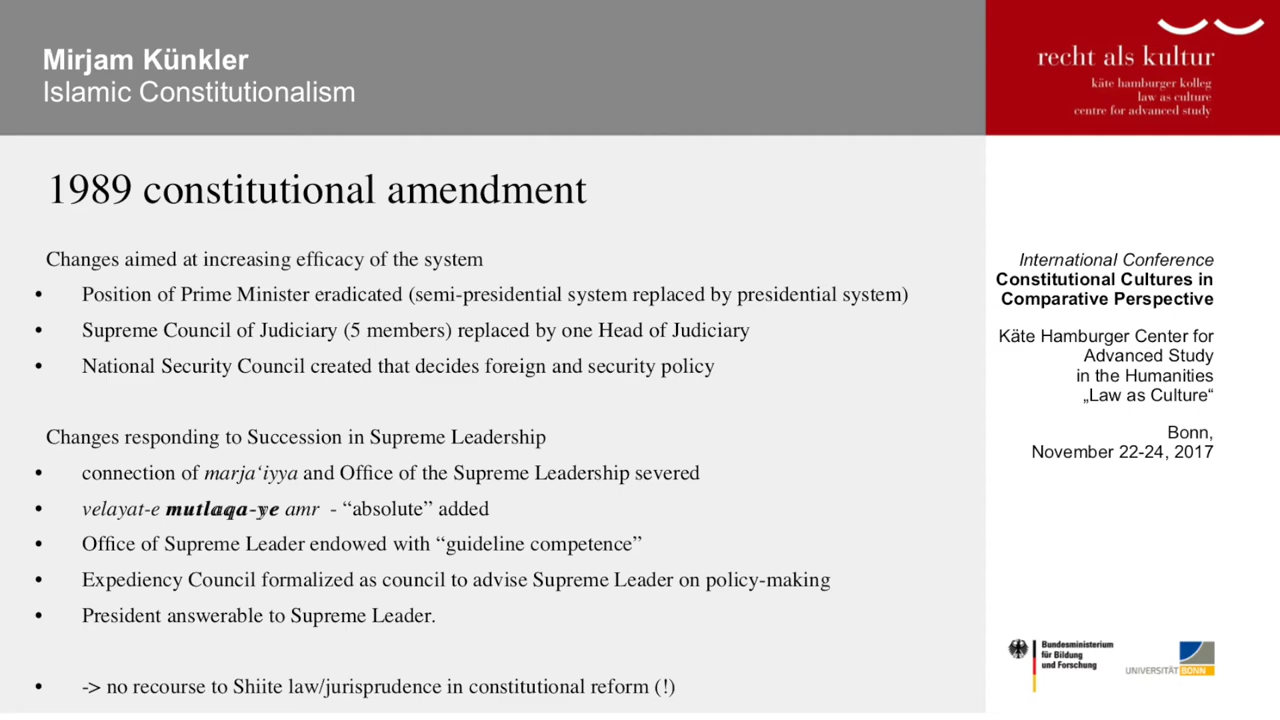 Mirjam Künkler
Islamic Constitutionalism
recht als kultur
käte hamburger kolleg
law as culture
centre for advanced study
1989 constitutional amendment
Changes aimed at increasing efficacy of the system
• Position of Prime Minister eradicated (semi-presidential system replaced by presidential system)
• Supreme Council of Judiciary (5 members) replaced by one Head of Judiciary
• National Security Council created that decides foreign and security policy
Changes responding to Succession in Supreme Leadership
• connection of marja‘iyya and Office of the Supreme Leadership severed
• velayat-e mutlaqa-ye amr - “absolute” added
• Office of Supreme Leader endowed with “guideline competence”
• Expediency Council formalized as council to advise Supreme Leader on policy-making
• President answerable to Supreme Leader.
• -> no recourse to Shiite law/jurisprudence in constitutional reform (!)
International Conference
Constitutional Cultures in
Comparative Perspective
Käte Hamburger Center for
Advanced Study
in the Humanities
„Law as Culture“
Bonn,
November 22-24, 2017
Bundesministerium
für Bildung
und Forschung
UNIVERSITÄT BONN